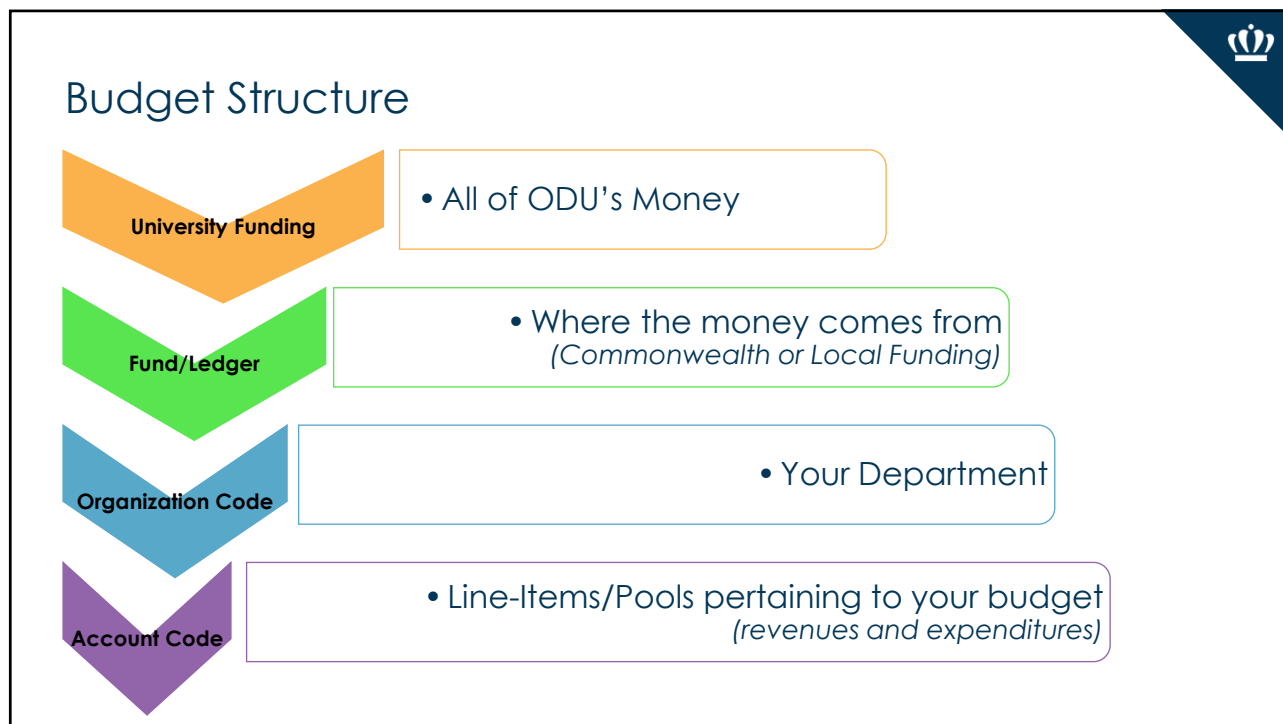 Budget Structure
University Funding
• All of ODU’s Money
Fund/Ledger
• Where the money comes from
(Commonwealth or Local Funding)
Organization Code
• Your Department
Account Code
• Line-Items/Pools pertaining to your budget
(revenues and expenditures)